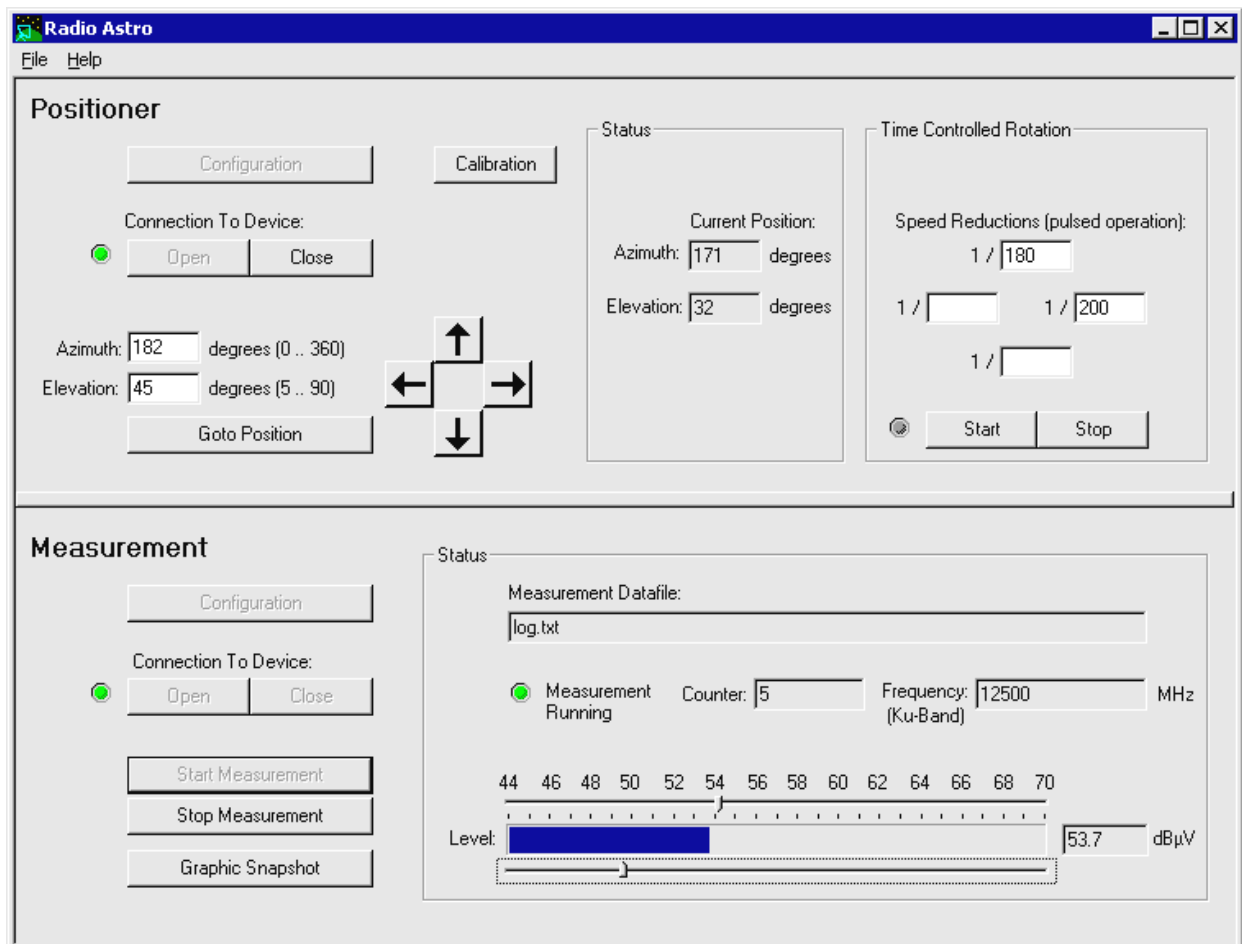 Radio Astro
File Help
Positioner
Configuration
Calibration
Connection To Device:
Open Close
Azimuth: 182 degrees (0 .. 360)
Elevation: 45 degrees (5 .. 90)
Goto Position
Status
Current Position:
Azimuth: 171 degrees
Elevation: 32 degrees
Time Controlled Rotation
Speed Reductions (pulsed operation):
1 / 180
1 / 1 / 200
1 /
Start Stop
Measurement
Configuration
Connection To Device:
Open Close
Start Measurement
Stop Measurement
Graphic Snapshot
Status
Measurement Datafile:
log.txt
Measurement Running
Counter: 5
Frequency: 12500 MHz
(Ku-Band)
44 46 48 50 52 54 56 58 60 62 64 66 68 70
Level: 53.7 dBµV